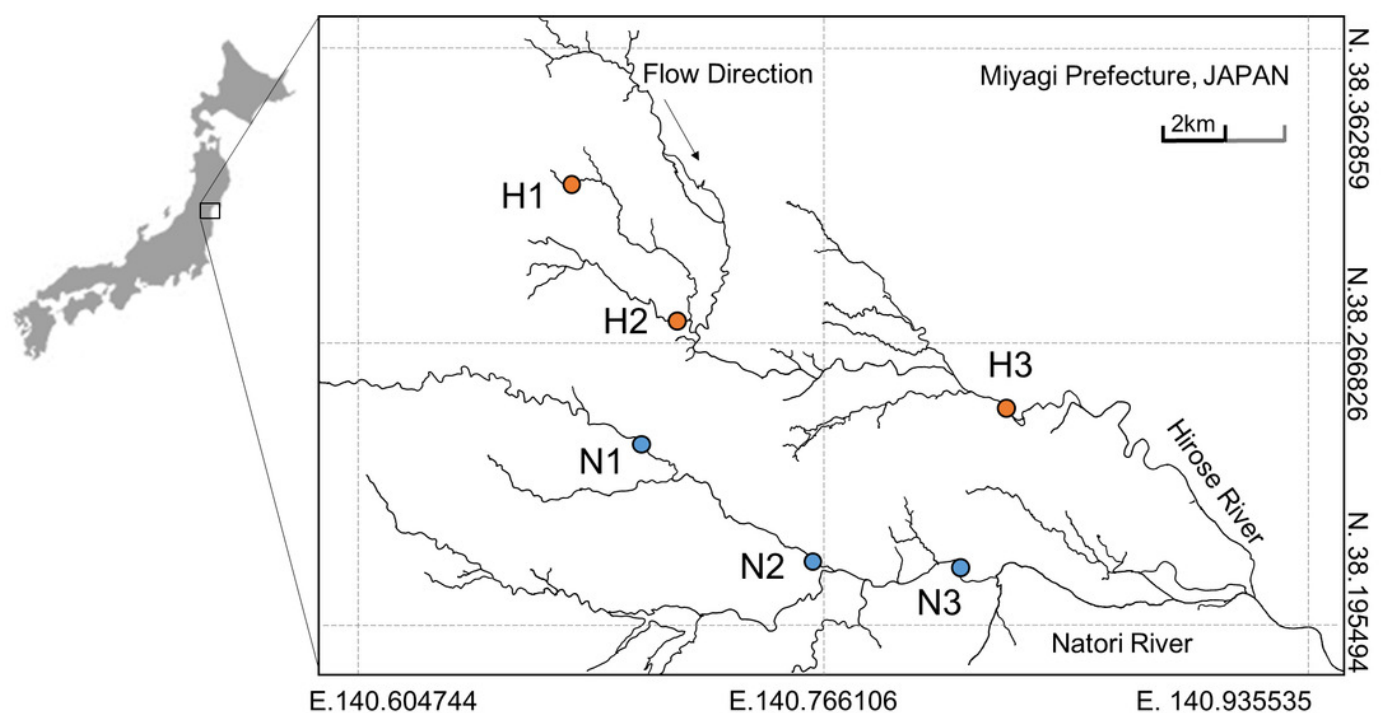 Flow Direction
Miyagi Prefecture, JAPAN
2km
N. 38.362859
H1
H2
N.38.266826
H3
Hirose River
N1
N2
N3
N. 38.195494
Natori River
E.140.604744
E.140.766106
E. 140.935535